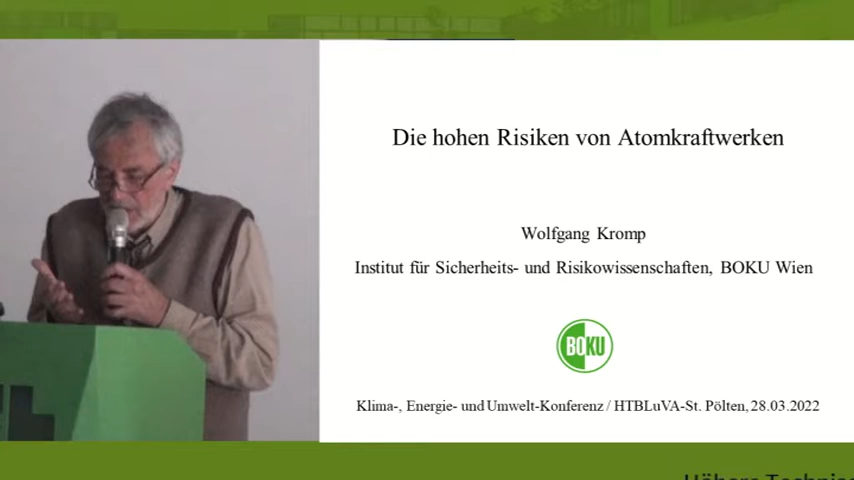 Die hohen Risiken von Atomkraftwerken
Wolfgang Kromp
Institut für Sicherheits- und Risikowissenschaften, BOKU Wien
BOKU
Klima-, Energie- und Umwelt-Konferenz / HTBLuVA-St. Pölten, 28.03.2022